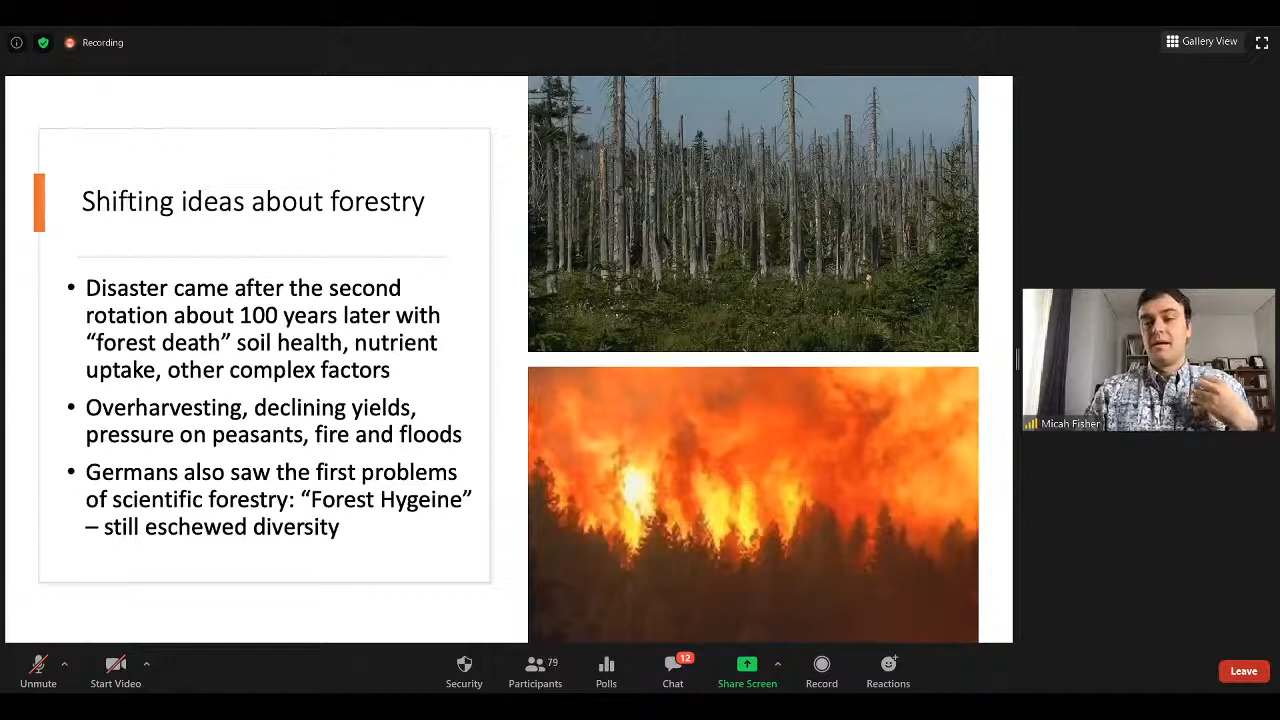 Recording
Gallery View
Shifting ideas about forestry
• Disaster came after the second
rotation about 100 years later with
“forest death” soil health, nutrient
uptake, other complex factors
• Overharvesting, declining yields,
pressure on peasants, fire and floods
• Germans also saw the first problems
of scientific forestry: “Forest Hygeine”
– still eschewed diversity
Micah Fisher
79
12
Unmute
Start Video
Security
Participants
Polls
Chat
Share Screen
Record
Reactions
Leave